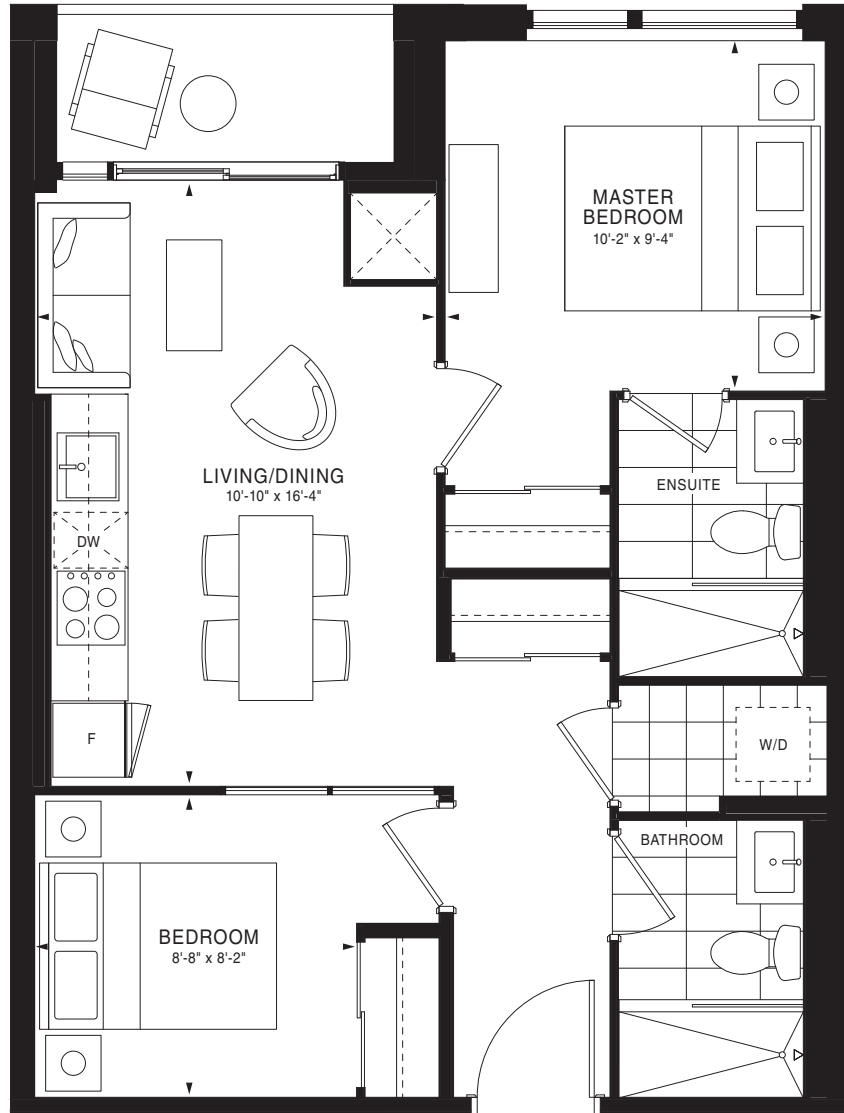 MASTER
BEDROOM
10'-2" x 9'-4"
LIVING/DINING
10'-10" x 16'-4"
ENSUITE
DW
F
W/D
BATHROOM
BEDROOM
8'-8" x 8'-2"